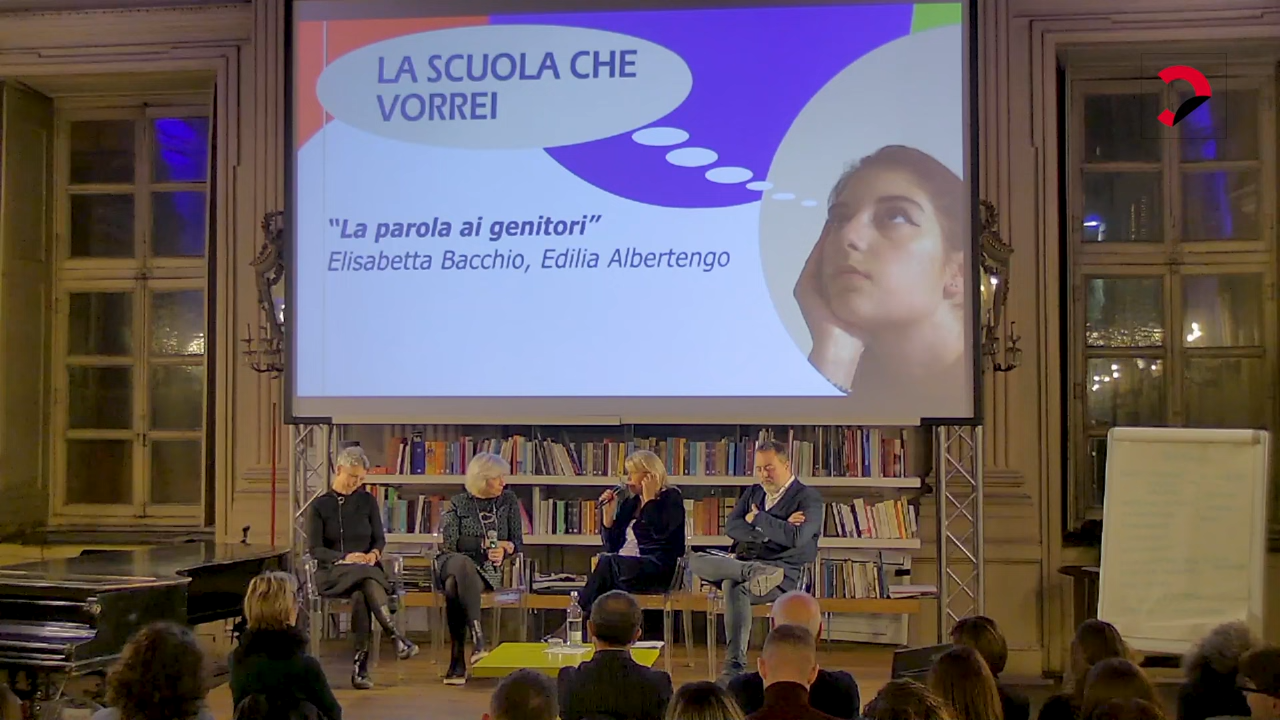 LA SCUOLA CHE
VORREI
“La parola ai genitori”
Elisabetta Bacchio, Edilia Albertengo